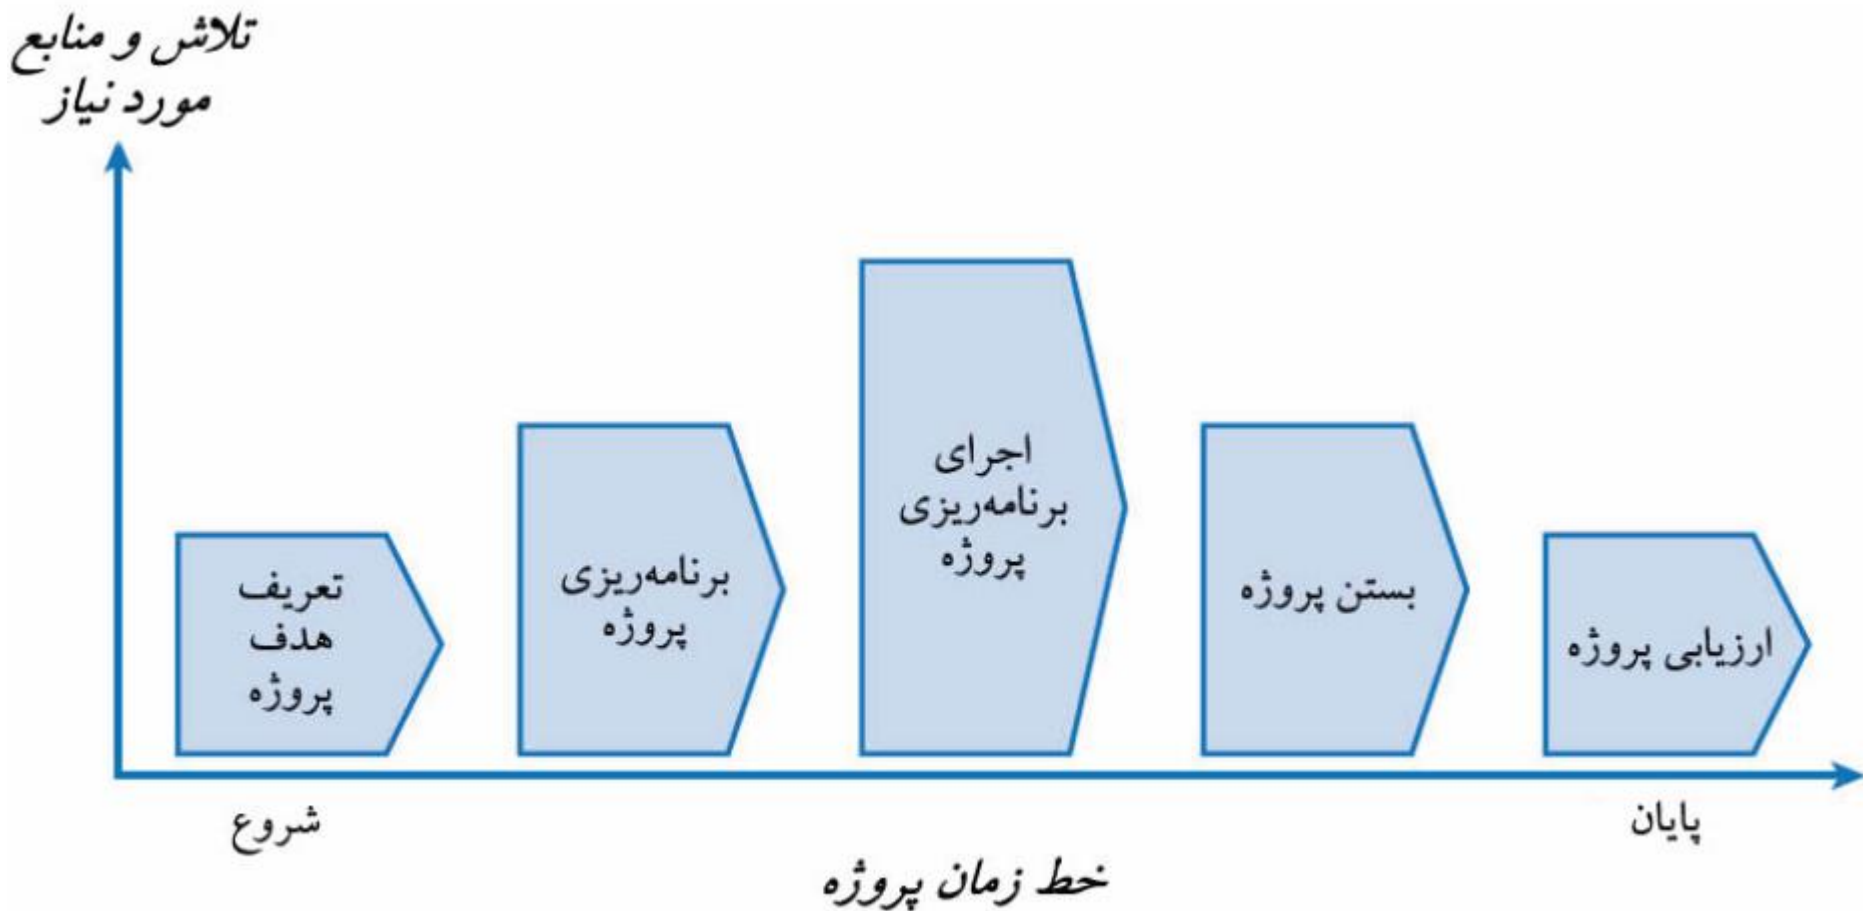 تلاش و منابع
مورد نیاز
تعریف
هدف
پروژه
برنامه‌ریزی
پروژه
اجرای
برنامه‌ریزی
پروژه
بستن پروژه
ارزیابی پروژه
شروع
پایان
خط زمان پروژه